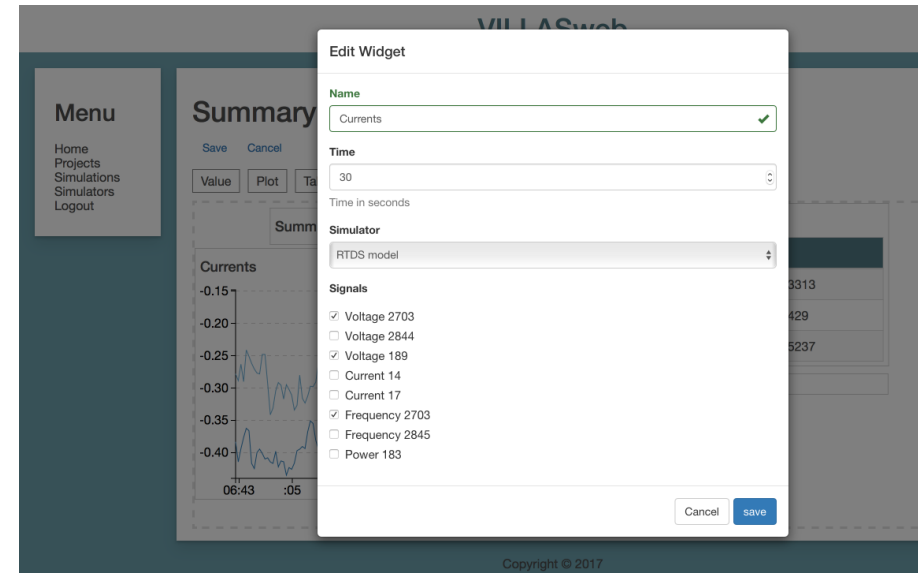 VILLASweb
Edit Widget
Menu
Home
Projects
Simulations
Simulators
Logout
Summary
Save Cancel
Value Plot Ta
Summ
Currents
-0.15
-0.20
-0.25
-0.30
-0.35
-0.40
06:43 :05
Name
Currents
Time
30
Time in seconds
Simulator
RTDS model
Signals
Voltage 2703
Voltage 2844
Voltage 189
Current 14
Current 17
Frequency 2703
Frequency 2845
Power 183
Cancel save
3313
429
5237
Copyright © 2017